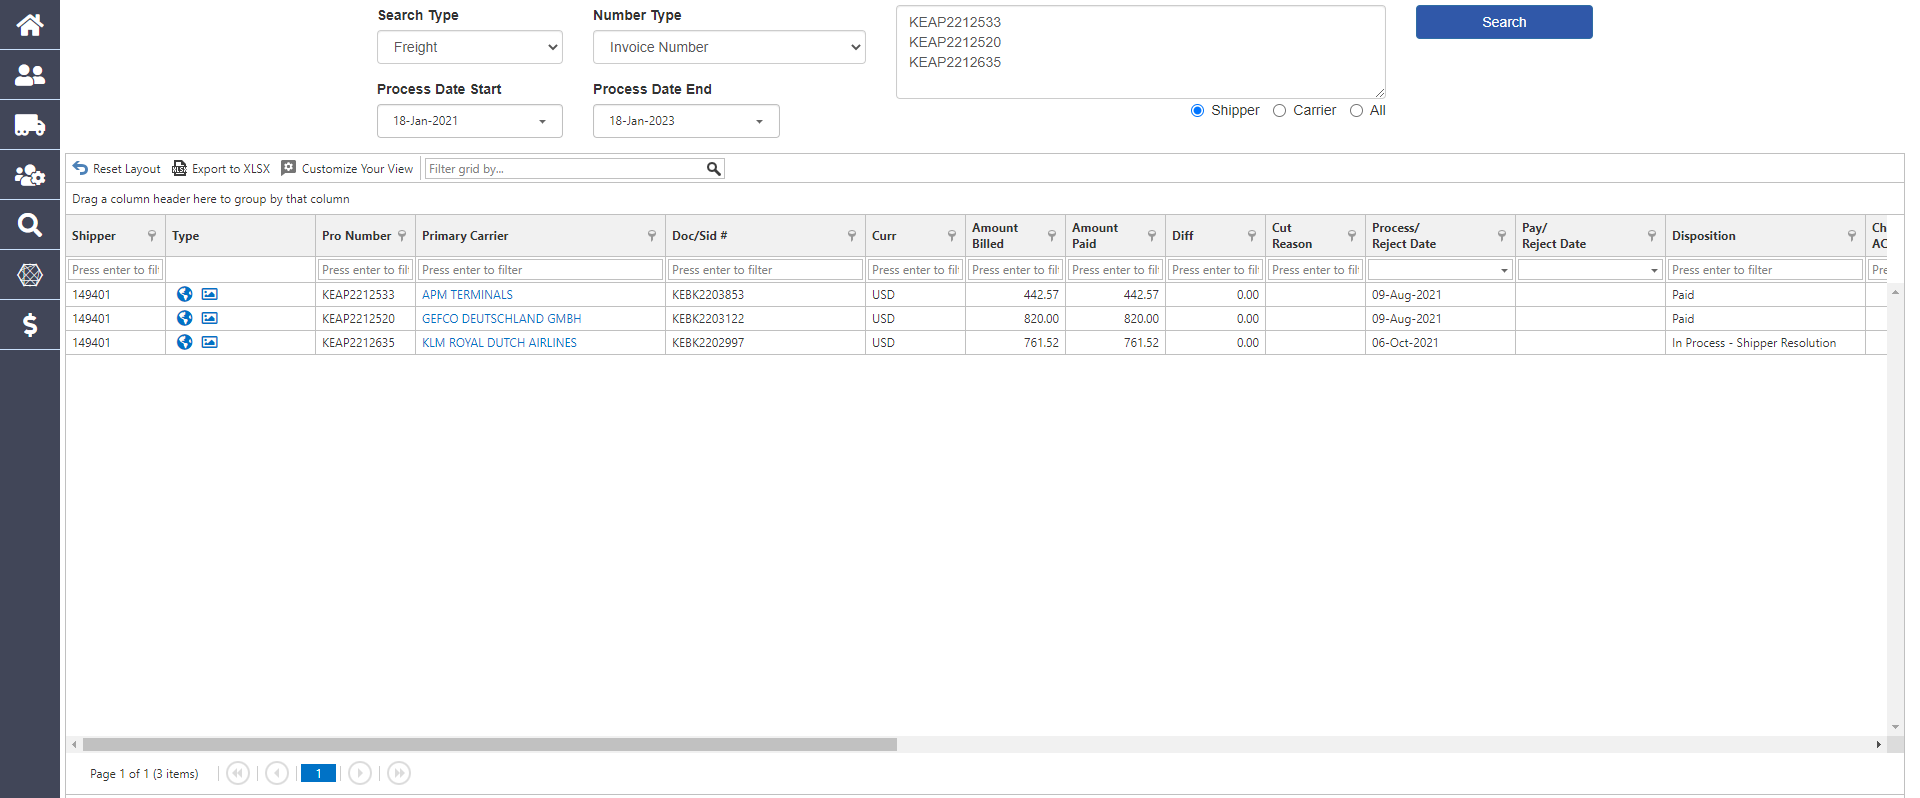 Search Type
Number Type
Freight
Invoice Number
KEAP2212533
KEAP2212520
KEAP2212635
Search
Process Date Start
Process Date End
18-Jan-2021
18-Jan-2023
Shipper Carrier All
Reset Layout Export to XLSX Customize Your View Filter grid by...
Drag a column header here to group by that column
Shipper Type Pro Number Primary Carrier Doc/Sid # Curr Amount Billed Amount Paid Diff Cut Reason Process/ Reject Date Pay/ Reject Date Disposition Ch AC
Press enter to fil Press enter to fil Press enter to filter Press enter to filter Press enter to fil Press enter to fil Press enter to fil Press enter to fil Press enter to fil Press enter to filter Pre
149401 KEAP2212533 APM TERMINALS KEBK2203853 USD 442.57 442.57 0.00 09-Aug-2021 Paid
149401 KEAP2212520 GEFCO DEUTSCHLAND GMBH KEBK2203122 USD 820.00 820.00 0.00 09-Aug-2021 Paid
149401 KEAP2212635 KLM ROYAL DUTCH AIRLINES KEBK2202997 USD 761.52 761.52 0.00 06-Oct-2021 In Process - Shipper Resolution
Page 1 of 1 (3 items) 1